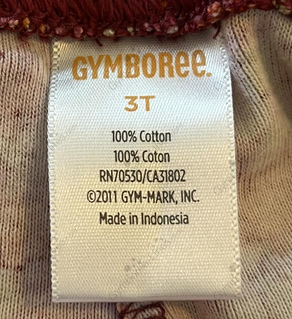 GYMBOREE.
3T
100% Cotton
100% Coton
RN70530/CA31802
©2011 GYM-MARK, INC.
Made in Indonesia